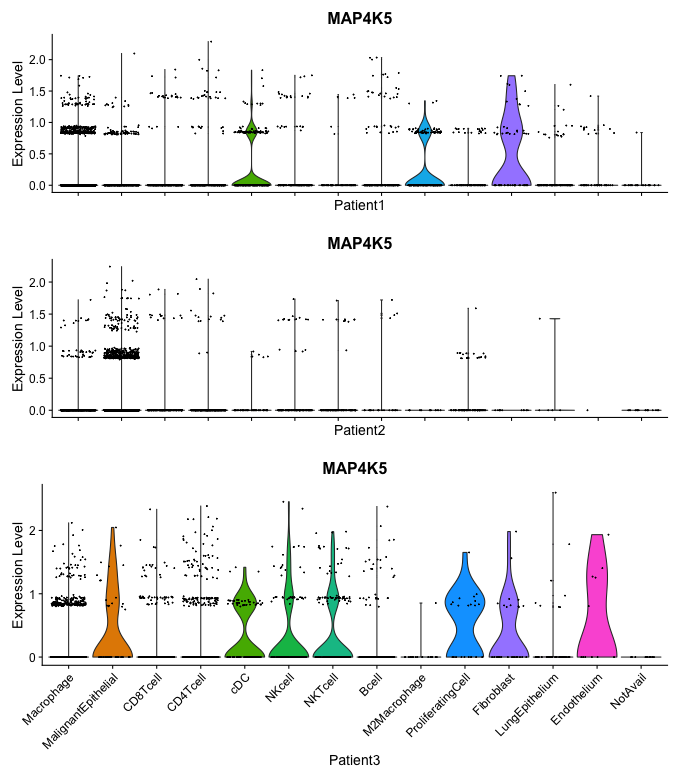 MAP4K5
Expression Level
2.0
1.5
1.0
0.5
0.0
Patient1
MAP4K5
Expression Level
2.0
1.5
1.0
0.5
0.0
Patient2
MAP4K5
Expression Level
2
1
0
Macrophage
MalignantEpithelial
CD8Tcell
CD4Tcell
cDC
NKcell
NKTcell
Bcell
M2Macrophage
ProliferatingCell
Fibroblast
LungEpithelium
Endothelium
NotAvail
Patient3